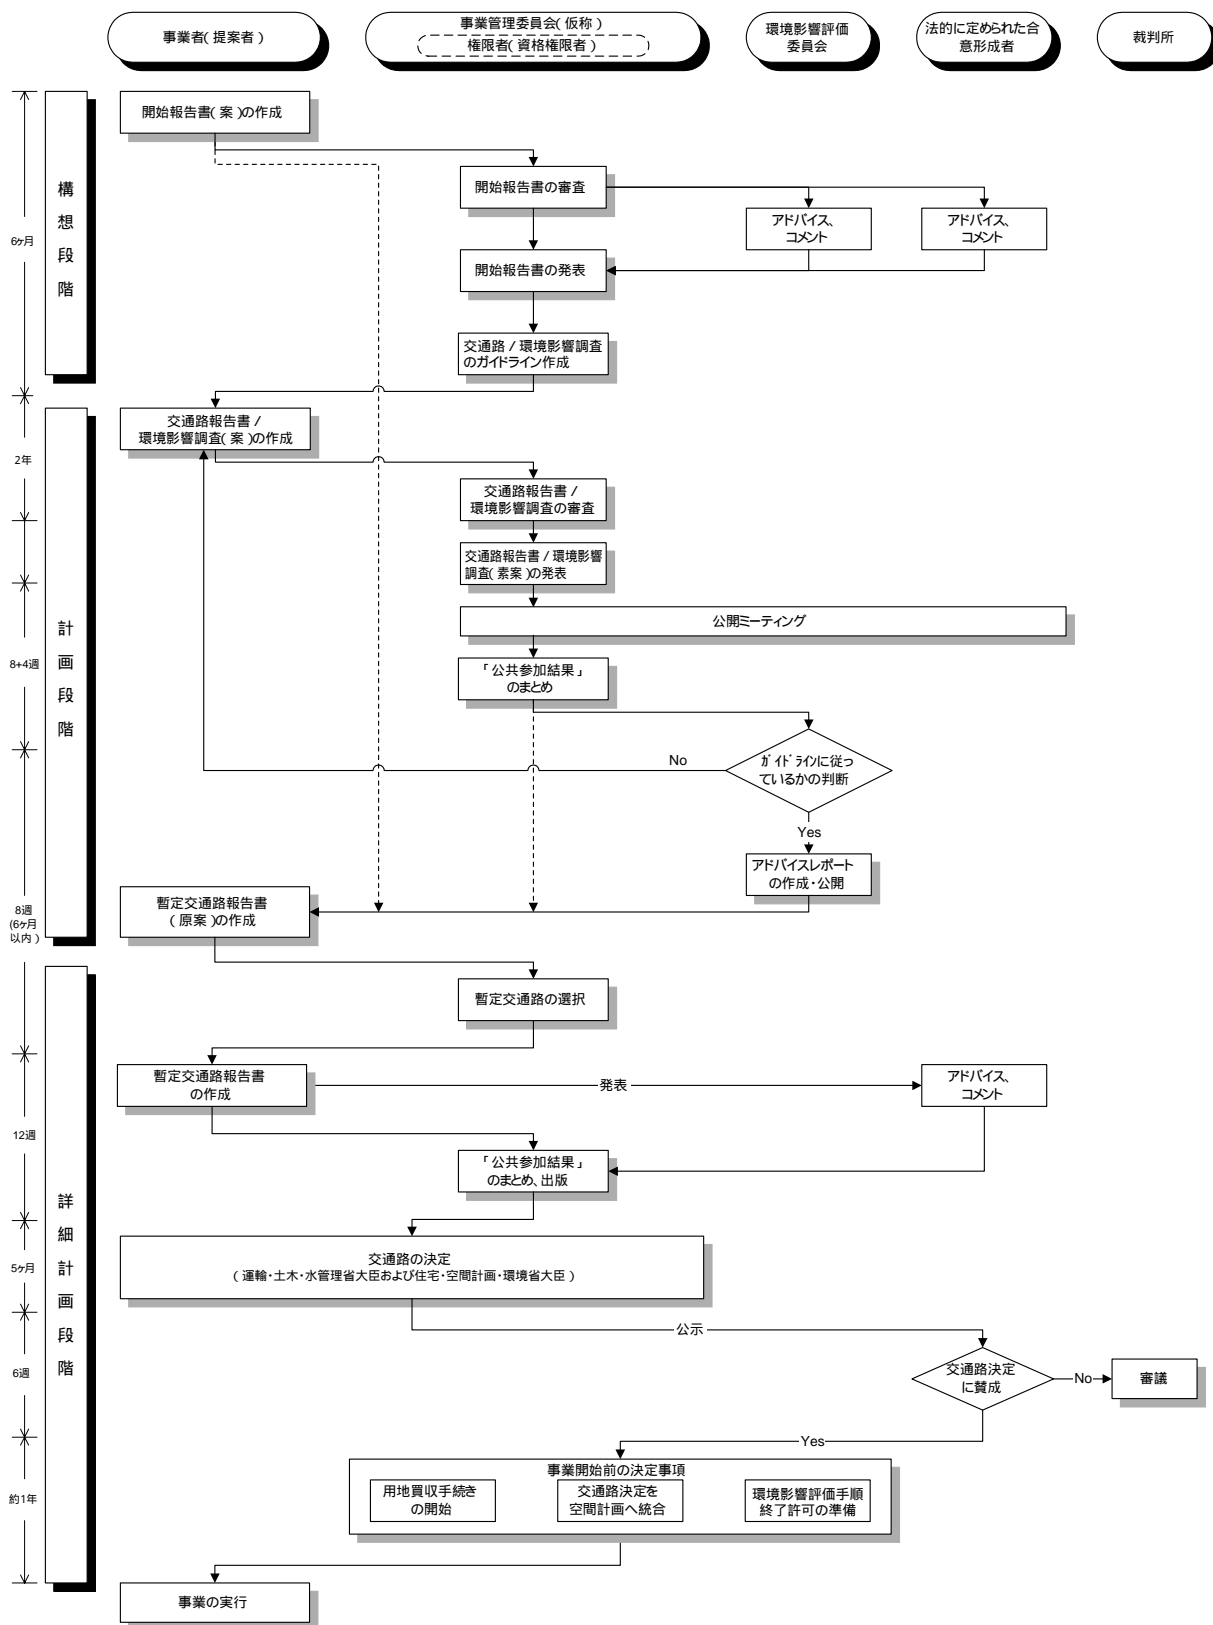 事業者(提案者)
事業管理委員会(仮称)
権限者(資格権限者)
環境影響評価
委員会
法的に定められた合
意形成者
裁判所
構想段階
6ヶ月
開始報告書(案)の作成
開始報告書の審査
アドバイス、
コメント
アドバイス、
コメント
開始報告書の発表
交通路/環境影響調査
のガイドライン作成
計画段階
2年
交通路報告書/
環境影響調査(案)の作成
交通路報告書/
環境影響調査の審査
交通路報告書/環境影響
調査(素案)の発表
公開ミーティング
8+4週
「公共参加結果」
のまとめ
ガイドラインに従っ
ているかの判断
No
Yes
アドバイスレポート
の作成・公開
8週
(6ヶ月
以内)
暫定交通路報告書
(原案)の作成
詳細計画段階
暫定交通路の選択
12週
暫定交通路報告書
の作成
発表
アドバイス、
コメント
「公共参加結果」
のまとめ、出版
5ヶ月
交通路の決定
(運輸・土木・水管理省大臣および住宅・空間計画・環境省大臣)
公示
6週
交通路決定
に賛成
No
審議
Yes
約1年
事業開始前の決定事項
用地買収手続き
の開始
交通路決定を
空間計画へ統合
環境影響評価手順
終了許可の準備
事業の実行